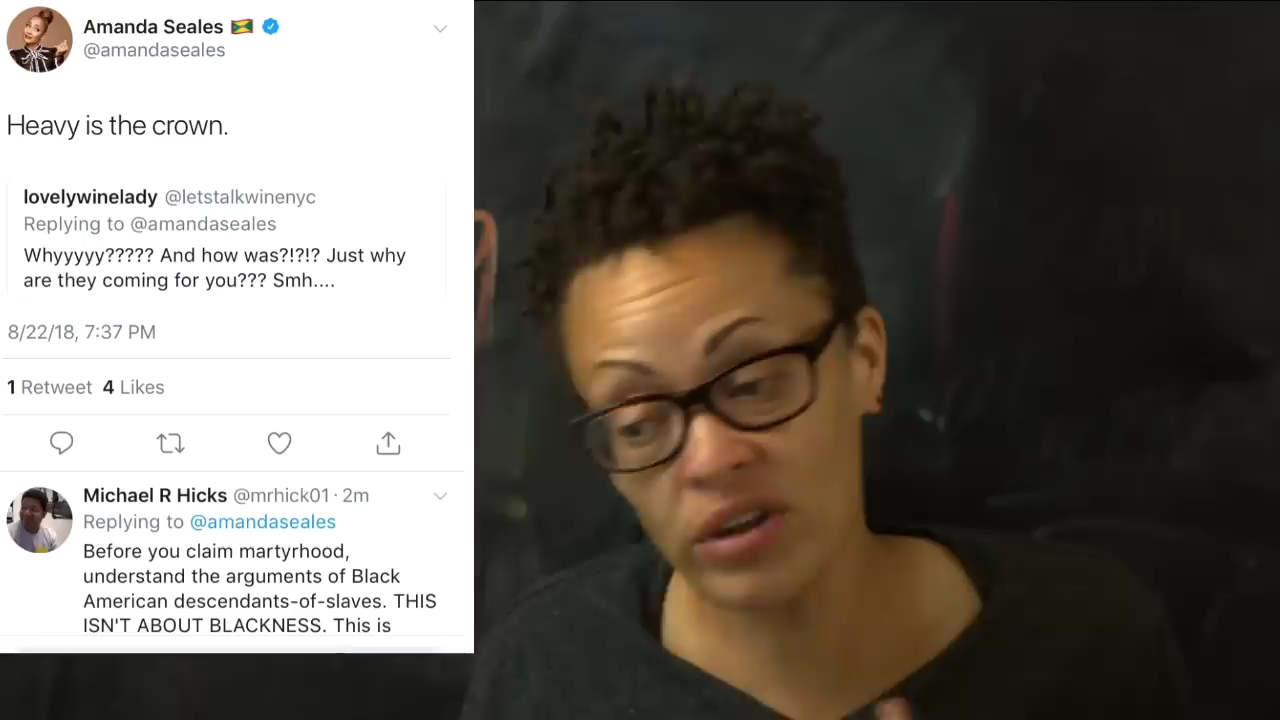 Amanda Seales 🇬🇩
@amandaseales
Heavy is the crown.
lovelywinelady @letstalkwinenyc
Replying to @amandaseales
Whyyyyy????? And how was?!?!? Just why
are they coming for you??? Smh....
8/22/18, 7:37 PM
1 Retweet 4 Likes
Michael R Hicks @mrhick01 · 2m
Replying to @amandaseales
Before you claim martyrhood,
understand the arguments of Black
American descendants-of-slaves. THIS
ISN'T ABOUT BLACKNESS. This is